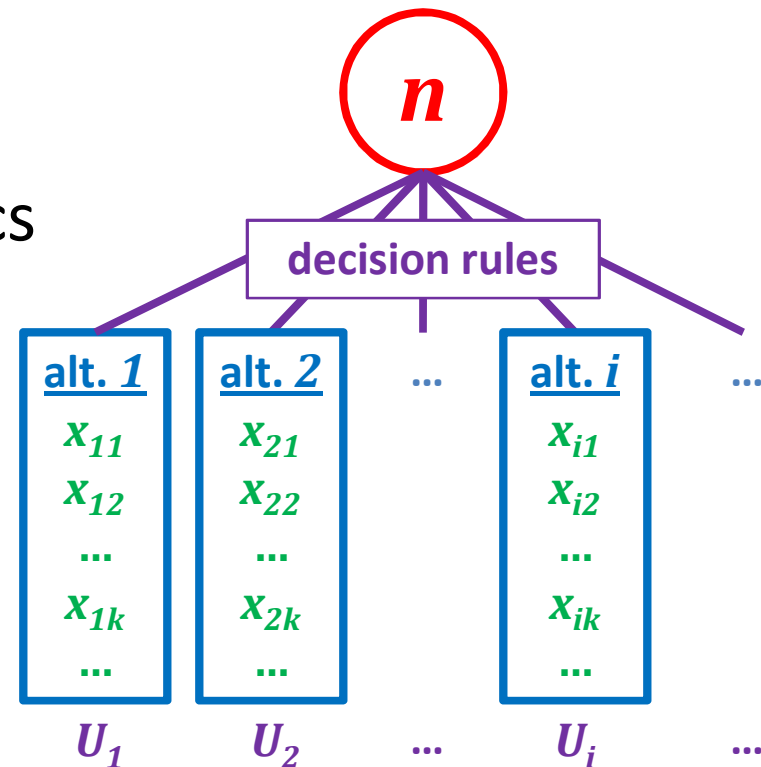 n
cs
decision rules
alt. 1 alt. 2 ... alt. i ...
x₁₁ x₂₁ xᵢ₁
x₁₂ x₂₂ xᵢ₂
... ... ...
x₁ₖ x₂ₖ xᵢₖ
... ... ...
U₁ U₂ ... Uᵢ ...